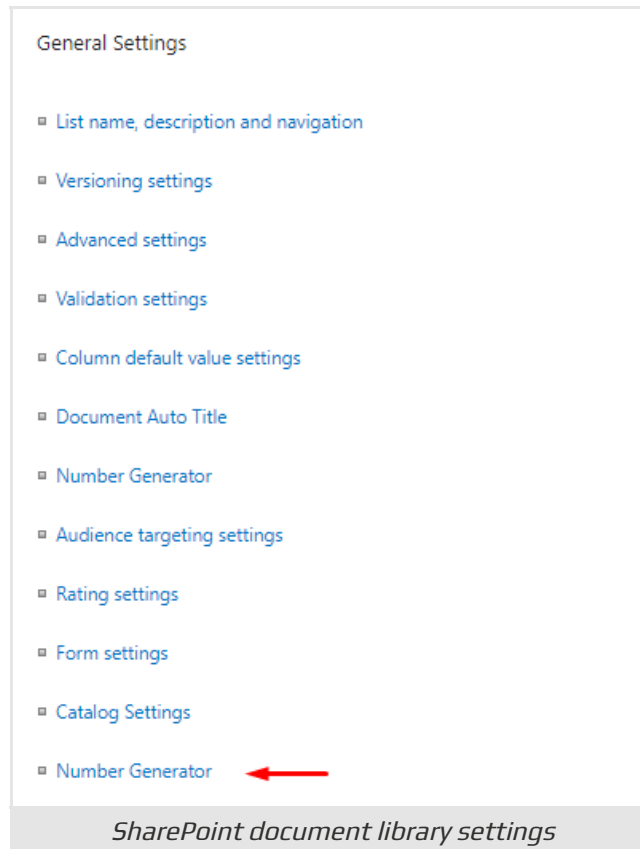 General Settings
List name, description and navigation
Versioning settings
Advanced settings
Validation settings
Column default value settings
Document Auto Title
Number Generator
Audience targeting settings
Rating settings
Form settings
Catalog Settings
Number Generator
SharePoint document library settings